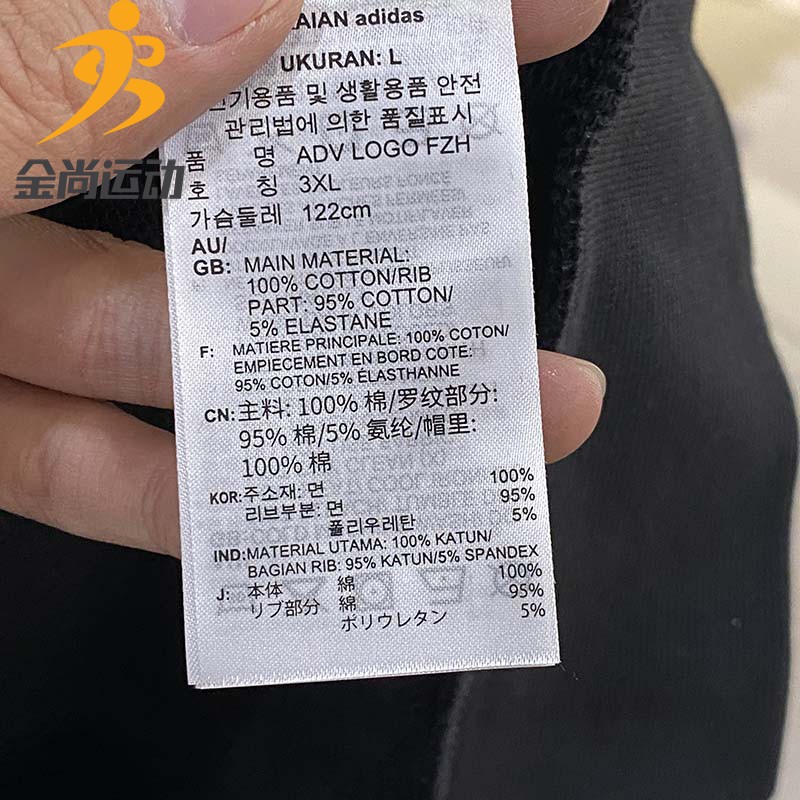 AIAN adidas
UKURAN: L
전기용품 및 생활용품 안전
관리법에 의한 품질표시
품 명 ADV LOGO FZH
호 칭 3XL
가슴둘레 122cm
AU/
GB: MAIN MATERIAL:
100% COTTON/RIB
PART: 95% COTTON/
5% ELASTANE
F: MATIERE PRINCIPALE: 100% COTON/
EMPIECEMENT EN BORD COTE:
95% COTON/5% ÉLASTHANNE
CN: 主料: 100% 棉/罗纹部分:
95% 棉/5% 氨纶/帽里:
100% 棉
KOR: 주소재: 면 100%
리브부분: 면 95%
폴리우레탄 5%
IND: MATERIAL UTAMA: 100% KATUN/
BAGIAN RIB: 95% KATUN/5% SPANDEX
J: 本体 綿 100%
リブ部分 綿 95%
ポリウレタン 5%
金尚运动